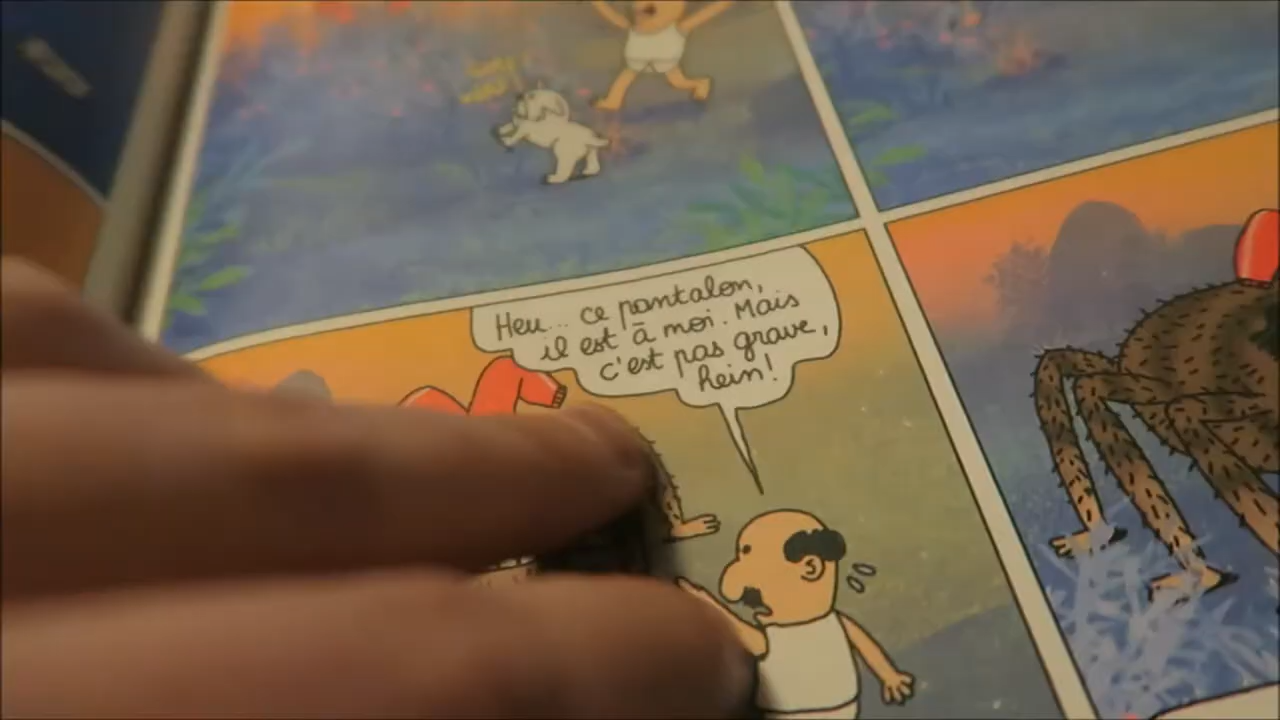 Heu... ce pantalon,
il est à moi. Mais
c'est pas grave,
hein!